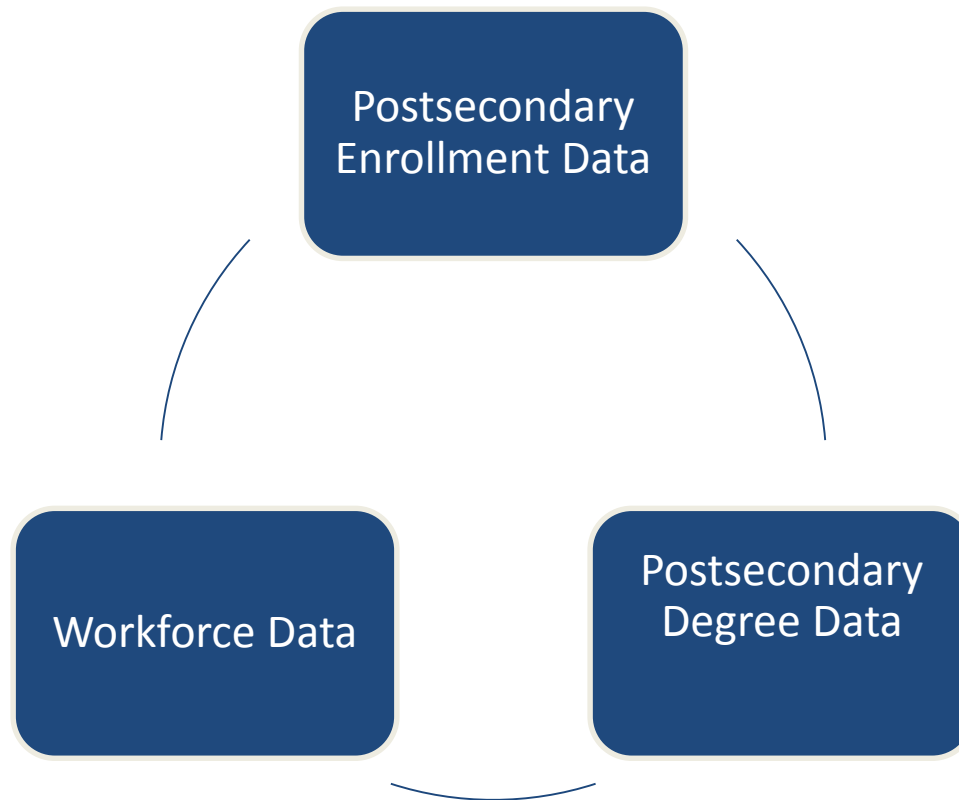 Postsecondary
Enrollment Data
Workforce Data
Postsecondary
Degree Data